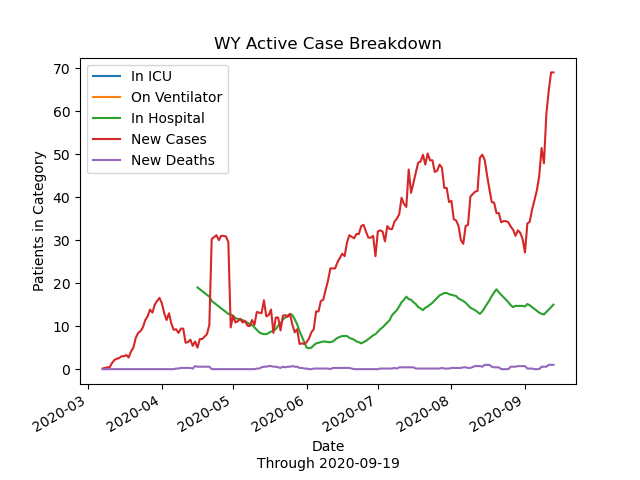 WY Active Case Breakdown
In ICU
On Ventilator
In Hospital
New Cases
New Deaths
Patients in Category
70
60
50
40
30
20
10
0
2020-03
2020-04
2020-05
2020-06
2020-07
2020-08
2020-09
Date
Through 2020-09-19